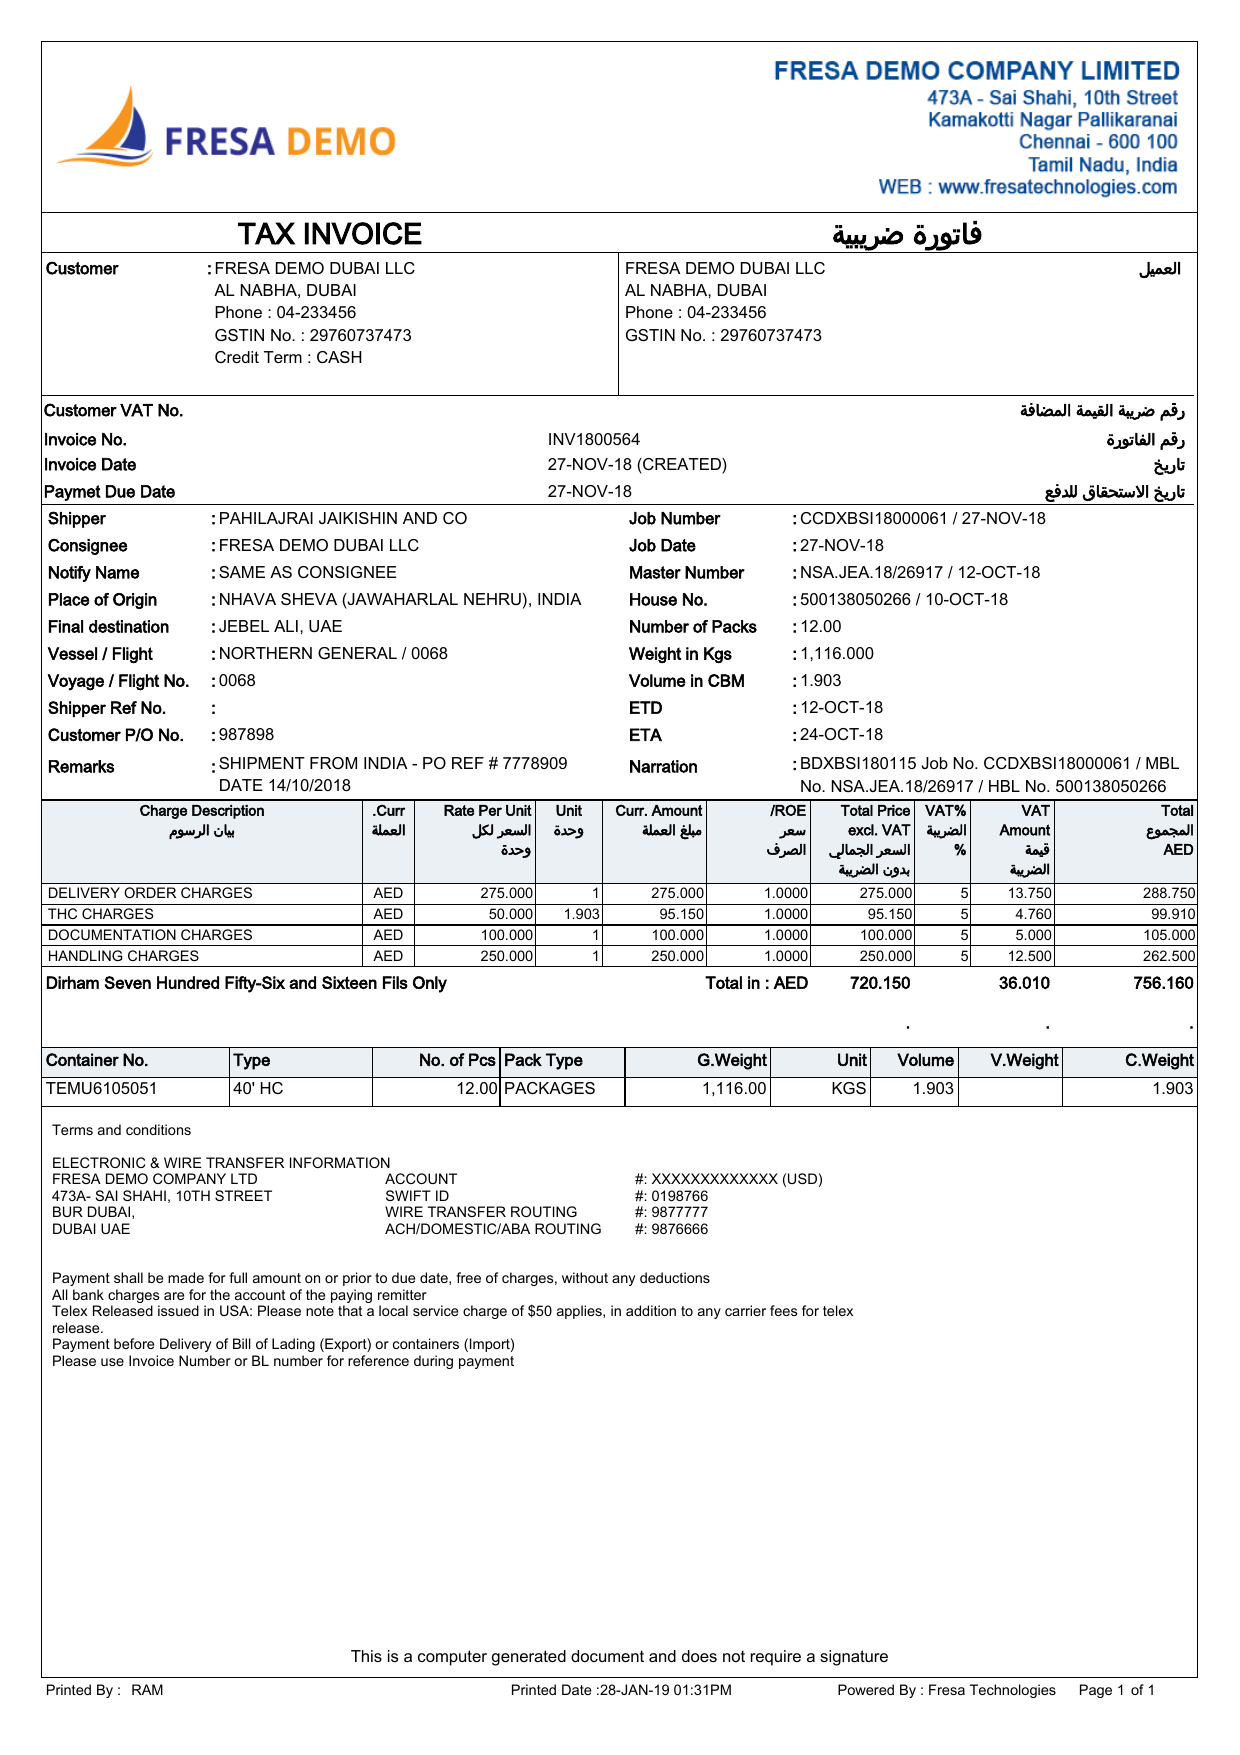 FRESA DEMO
FRESA DEMO COMPANY LIMITED
473A - Sai Shahi, 10th Street
Kamakotti Nagar Pallikaranai
Chennai - 600 100
Tamil Nadu, India
WEB : www.fresatechnologies.com
TAX INVOICE فاتورة ضريبية
Customer : FRESA DEMO DUBAI LLC FRESA DEMO DUBAI LLC العميل
AL NABHA, DUBAI AL NABHA, DUBAI
Phone : 04-233456 Phone : 04-233456
GSTIN No. : 29760737473 GSTIN No. : 29760737473
Credit Term : CASH
Customer VAT No. رقم ضريبة القيمة المضافة
Invoice No. INV1800564 رقم الفاتورة
Invoice Date 27-NOV-18 (CREATED) تاريخ
Paymet Due Date 27-NOV-18 تاريخ الاستحقاق للدفع
Shipper : PAHILAJRAI JAIKISHIN AND CO Job Number : CCDXBSI18000061 / 27-NOV-18
Consignee : FRESA DEMO DUBAI LLC Job Date : 27-NOV-18
Notify Name : SAME AS CONSIGNEE Master Number : NSA.JEA.18/26917 / 12-OCT-18
Place of Origin : NHAVA SHEVA (JAWAHARLAL NEHRU), INDIA House No. : 500138050266 / 10-OCT-18
Final destination : JEBEL ALI, UAE Number of Packs : 12.00
Vessel / Flight : NORTHERN GENERAL / 0068 Weight in Kgs : 1,116.000
Voyage / Flight No. : 0068 Volume in CBM : 1.903
Shipper Ref No. : ETD : 12-OCT-18
Customer P/O No. : 987898 ETA : 24-OCT-18
Remarks : SHIPMENT FROM INDIA - PO REF # 7778909 Narration : BDXBSI180115 Job No. CCDXBSI18000061 / MBL
DATE 14/10/2018 No. NSA.JEA.18/26917 / HBL No. 500138050266
Charge Description .Curr Rate Per Unit Unit Curr. Amount /ROE Total Price VAT% VAT Total
بيان الرسوم العملة السعر لكل وحدة مبلغ العملة سعر excl. VAT الضريبة Amount المجموع
وحدة الصرف السعر الجمالي % قيمة AED
بدون الضريبة الضريبة
DELIVERY ORDER CHARGES AED 275.000 1 275.000 1.0000 275.000 5 13.750 288.750
THC CHARGES AED 50.000 1.903 95.150 1.0000 95.150 5 4.760 99.910
DOCUMENTATION CHARGES AED 100.000 1 100.000 1.0000 100.000 5 5.000 105.000
HANDLING CHARGES AED 250.000 1 250.000 1.0000 250.000 5 12.500 262.500
Dirham Seven Hundred Fifty-Six and Sixteen Fils Only Total in : AED 720.150 36.010 756.160
. . .
Container No. Type No. of Pcs Pack Type G.Weight Unit Volume V.Weight C.Weight
TEMU6105051 40' HC 12.00 PACKAGES 1,116.00 KGS 1.903 1.903
Terms and conditions
ELECTRONIC & WIRE TRANSFER INFORMATION
FRESA DEMO COMPANY LTD ACCOUNT #: XXXXXXXXXXXXX (USD)
473A- SAI SHAHI, 10TH STREET SWIFT ID #: 0198766
BUR DUBAI, WIRE TRANSFER ROUTING #: 9877777
DUBAI UAE ACH/DOMESTIC/ABA ROUTING #: 9876666
Payment shall be made for full amount on or prior to due date, free of charges, without any deductions
All bank charges are for the account of the paying remitter
Telex Released issued in USA: Please note that a local service charge of $50 applies, in addition to any carrier fees for telex
release.
Payment before Delivery of Bill of Lading (Export) or containers (Import)
Please use Invoice Number or BL number for reference during payment
This is a computer generated document and does not require a signature
Printed By : RAM Printed Date :28-JAN-19 01:31PM Powered By : Fresa Technologies Page 1 of 1